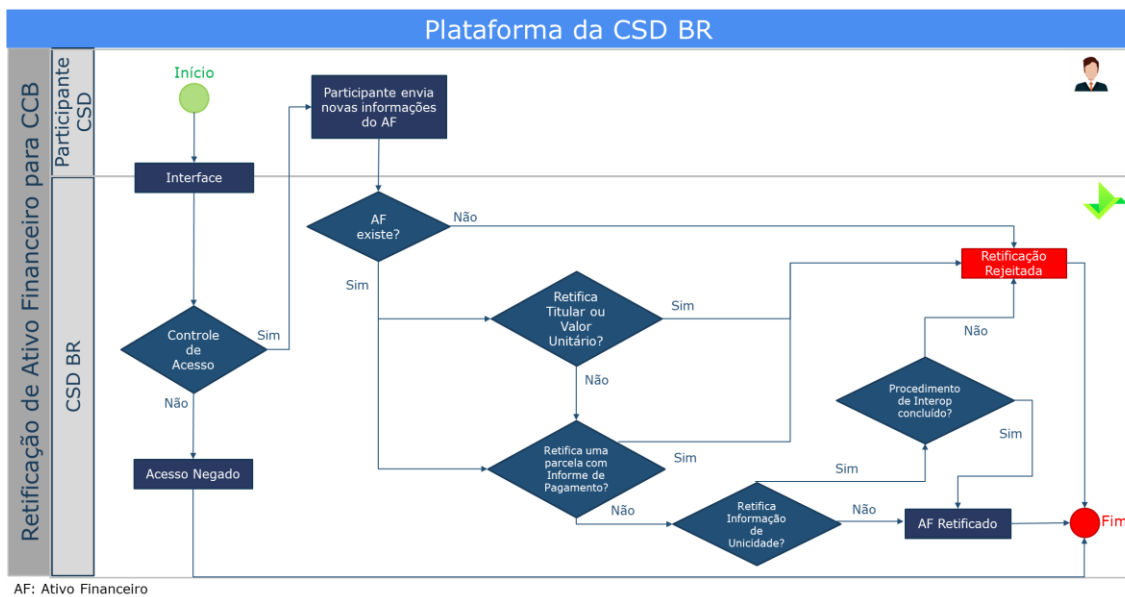 Plataforma da CSD BR
Retificação de Ativo Financeiro para CCB
Participante
CSD
Início
Participante envia
novas informações
do AF
Interface
CSD BR
AF
existe?
Não
Sim
Retificação
Rejeitada
Retifica
Titular ou
Valor
Unitário?
Sim
Não
Controle
de
Acesso
Sim
Não
Não
Procedimento
de Interop
concluído?
Sim
Retifica uma
parcela com
Informe de
Pagamento?
Sim
Não
Acesso Negado
Sim
Retifica
Informação
de
Unicidade?
Não
AF Retificado
Fim
AF: Ativo Financeiro